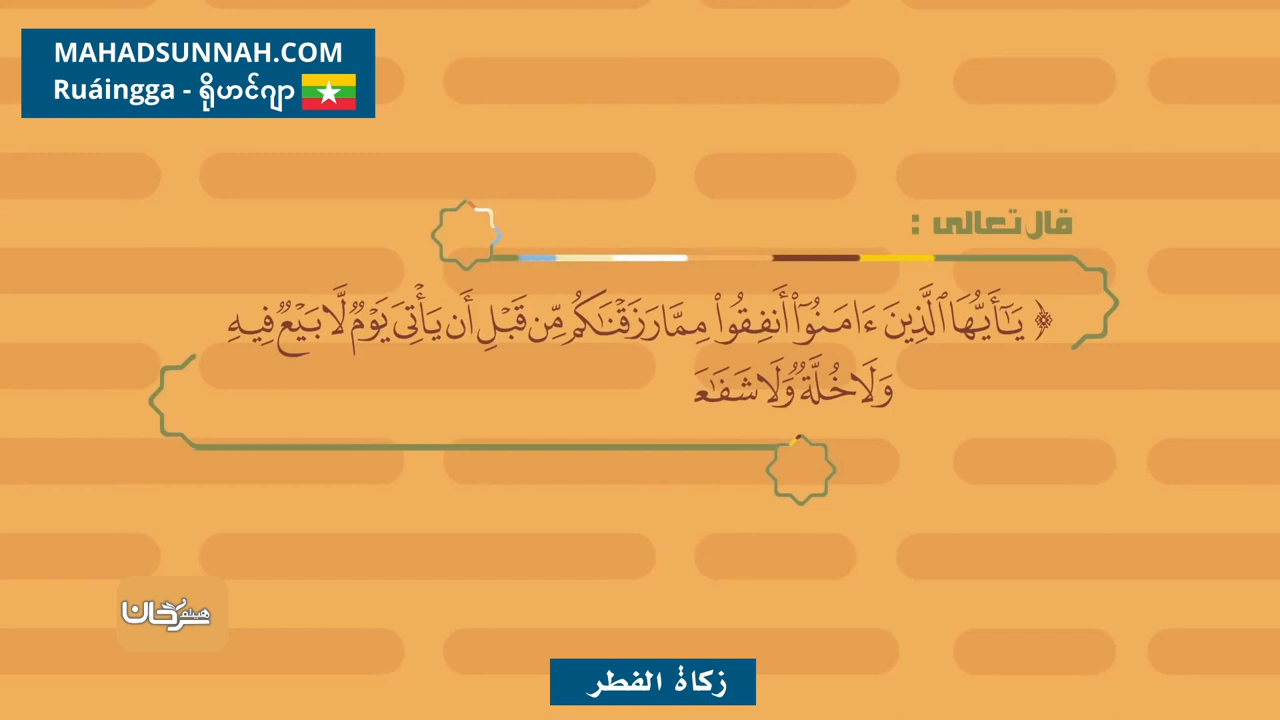 MAHADSUNNAH.COM
Ruáingga - ရိုဟင်ဂျာ
قال تعالى :
﴿ يَـٰٓأَيُّهَا ٱلَّذِينَ ءَامَنُوٓا۟ أَنفِقُوا۟ مِمَّا رَزَقْنَـٰكُم مِّن قَبْلِ أَن يَأْتِىَ يَوْمٌ لَّا بَيْعٌ فِيهِ
وَلَا خُلَّةٌ وَلَا شَفَـٰعَ
زكاة الفطر